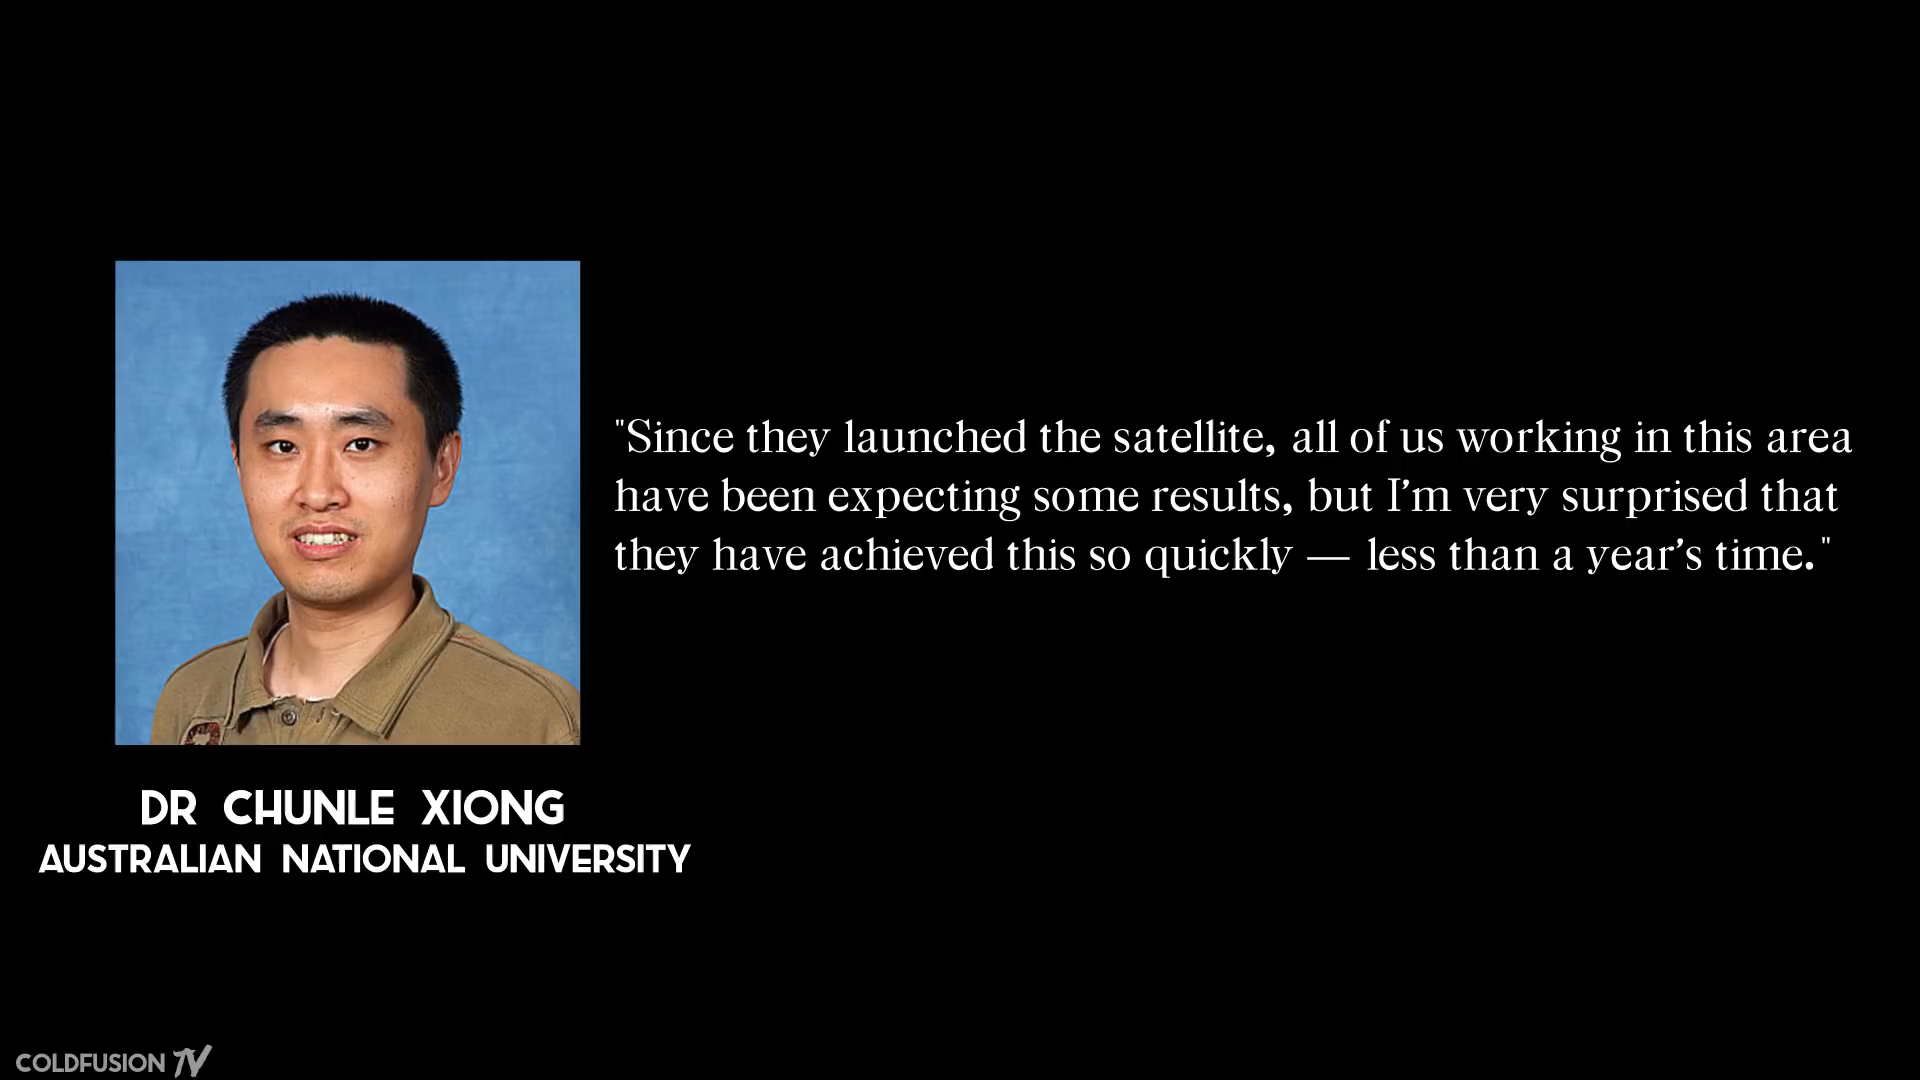 "Since they launched the satellite, all of us working in this area
have been expecting some results, but I’m very surprised that
they have achieved this so quickly — less than a year’s time."
DR CHUNLE XIONG
AUSTRALIAN NATIONAL UNIVERSITY
COLDFUSION TV